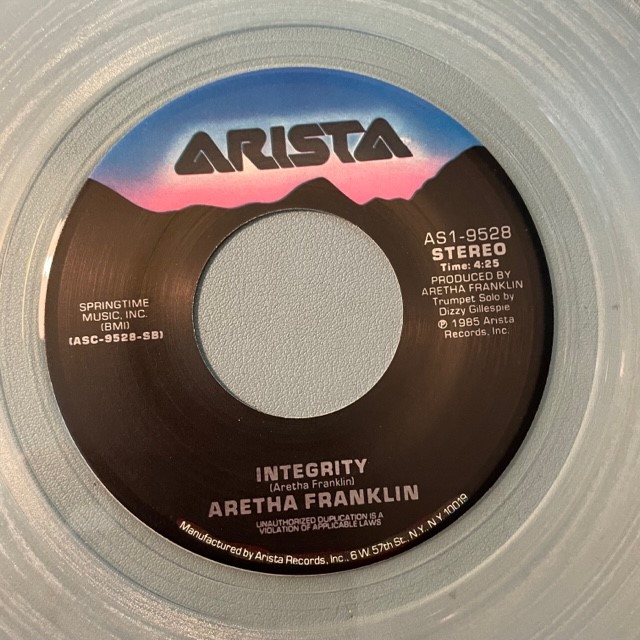 ARISTA
AS1-9528
STEREO
Time: 4:25
PRODUCED BY
ARETHA FRANKLIN
Trumpet Solo by
Dizzy Gillespie
℗ 1985 Arista
Records, Inc.
SPRINGTIME
MUSIC, INC.
(BMI)
(ASC-9528-SB)
INTEGRITY
(Aretha Franklin)
ARETHA FRANKLIN
UNAUTHORIZED DUPLICATION IS A
VIOLATION OF APPLICABLE LAWS
Manufactured by Arista Records, Inc., 6 W 57th St., N.Y. N.Y 10019